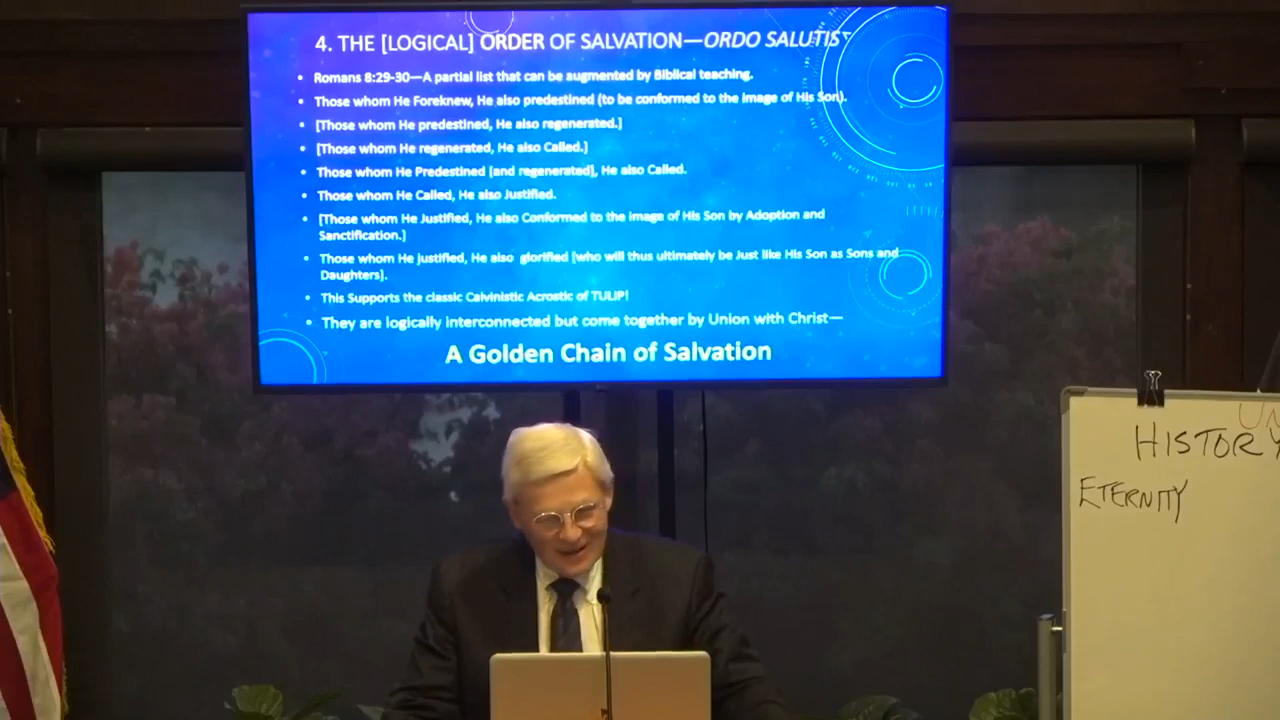 4. THE [LOGICAL] ORDER OF SALVATION—ORDO SALUTIS
• Romans 8:29-30—A partial list that can be augmented by Biblical teaching.
• Those whom He Foreknew, He also predestined (to be conformed to the image of His Son).
• [Those whom He predestined, He also regenerated.]
• [Those whom He regenerated, He also Called.]
• Those whom He Predestined [and regenerated], He also Called.
• Those whom He Called, He also Justified.
• [Those whom He Justified, He also Conformed to the image of His Son by Adoption and
Sanctification.]
• Those whom He justified, He also glorified [who will thus ultimately be Just like His Son as Sons and
Daughters].
• This Supports the classic Calvinistic Acrostic of TULIP!
• They are logically interconnected but come together by Union with Christ—
A Golden Chain of Salvation
HISTORY
ETERNITY